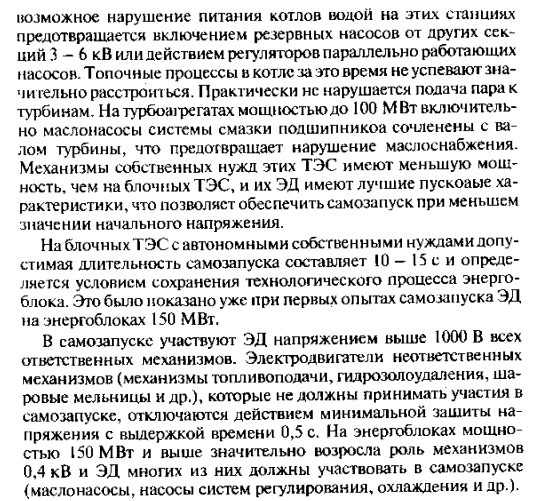 возможное нарушение питания котлов водой на этих станциях
предотвращается включением резервных насосов от других сек-
ций 3 – 6 кВ или действием регуляторов параллельно работающих
насосов. Топочные процессы в котле за это время не успевают зна-
чительно расстроиться. Практически не нарушается подача пара к
турбинам. На турбоагрегатах мощностью до 100 МВт включитель-
но маслонасосы системы смазки подшипникоа сочленены с ва-
лом турбины, что предотвращает нарушение маслоснабжения.
Механизмы собственных нужд этих ТЭС имеют меньшую мощ-
ность, чем на блочных ТЭС, и их ЭД имеют лучшие пускоаые ха-
рактеристики, что позволяет обеспечить самозапуск при меньшем
значении начального напряжения.
На блочных ТЭС с автономными собственными нуждами допу-
стимая длительность самозапуска составляет 10 – 15 с и опреде-
ляется условием сохранения технологического процесса энерго-
блока. Это было показано уже при первых опытах самозапуска ЭД
на энергоблоках 150 МВт.
В самозапуске участвуют ЭД напряжением выше 1000 В всех
ответственных механизмов. Электродвигатели неответственных
механизмов (механизмы топливоподачи, гидрозолоудаления, ша-
ровые мельницы и др.), которые не должны принимать участия в
самозапуске, отключаются действием минимальной защиты на-
пряжения с выдержкой времени 0,5 с. На энергоблоках мощно-
стью 150 МВт и выше значительно возросла роль механизмов
0,4 кВ и ЭД многих из них должны участвовать в самозапуске
(маслонасосы, насосы систем регулирования, охлаждения и др.).